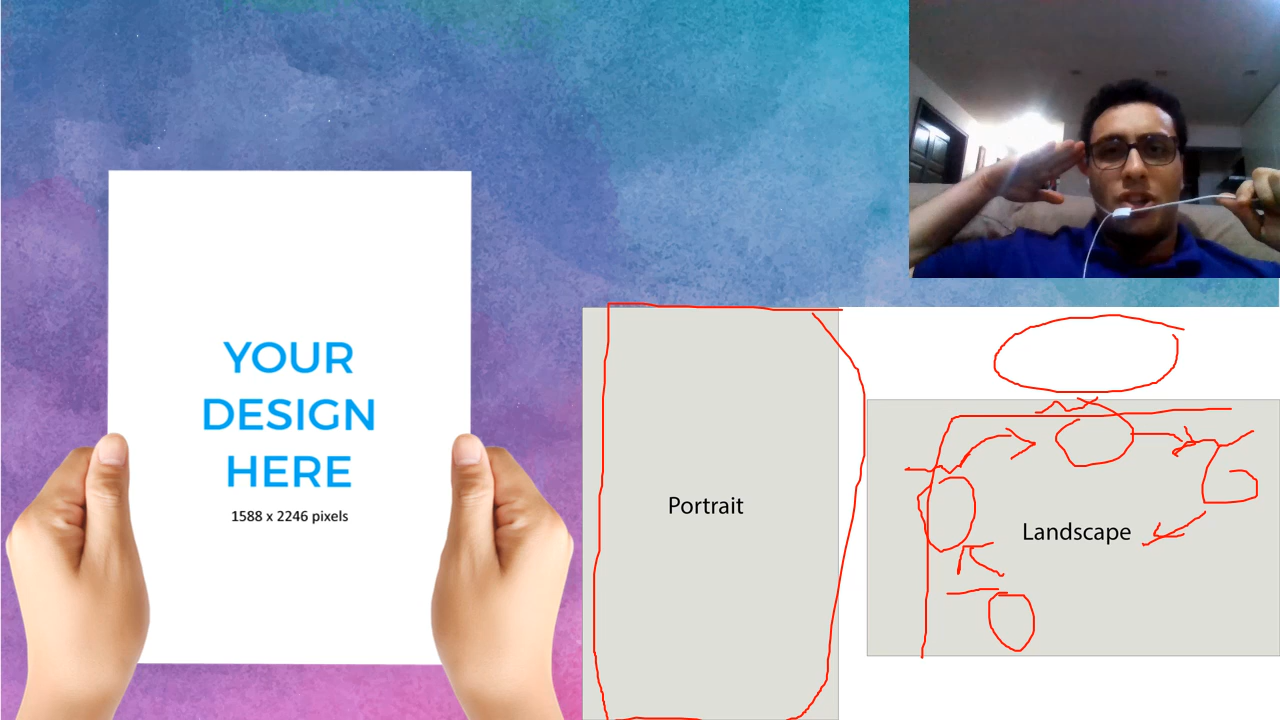 YOUR
DESIGN
HERE
1588 x 2246 pixels
Portrait
Landscape